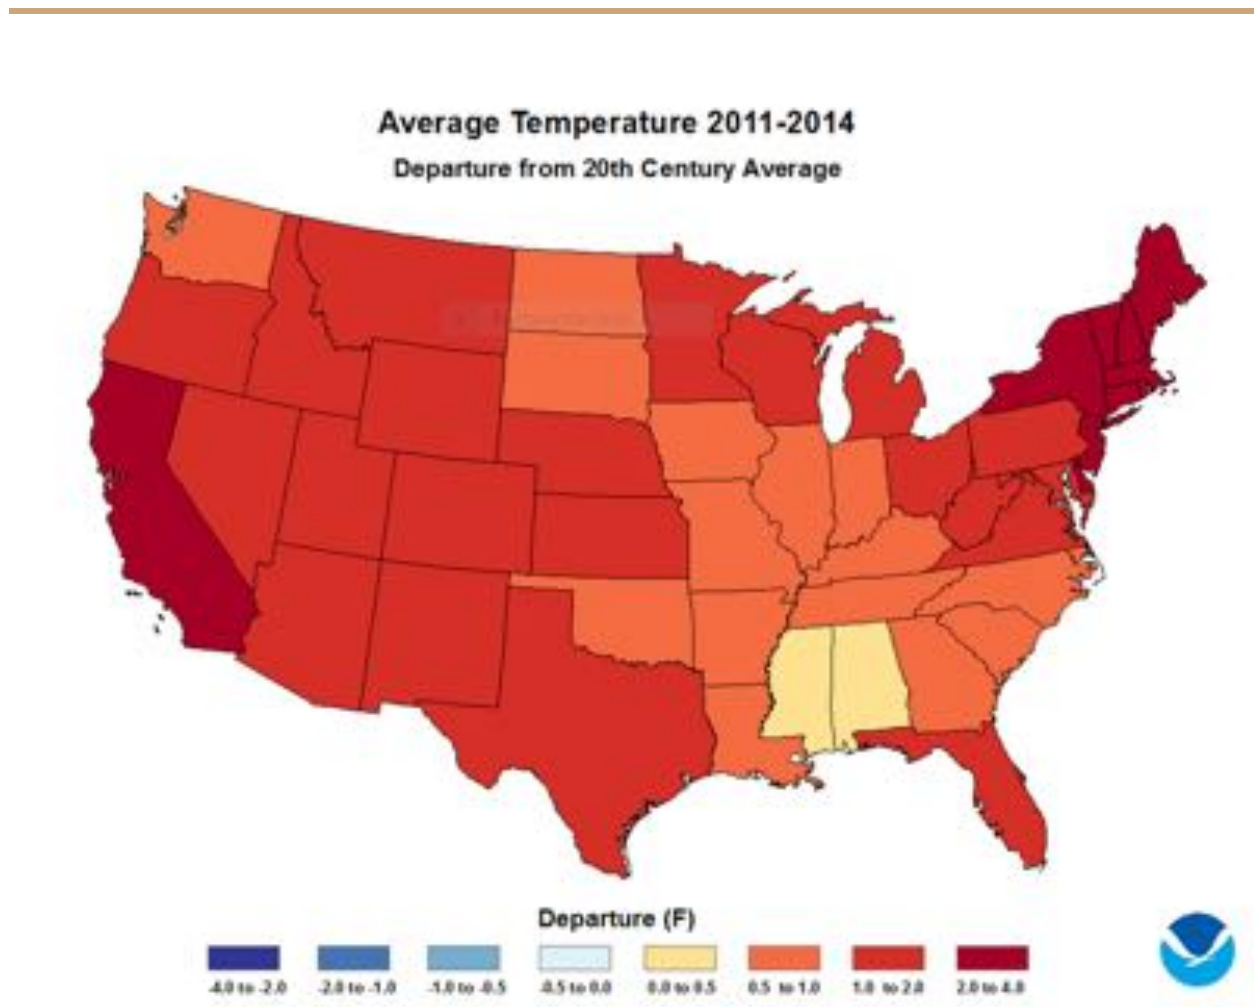 Average Temperature 2011-2014
Departure from 20th Century Average
Departure (F)
-4.0 to -2.0 -2.0 to -1.0 -1.0 to -0.5 -0.5 to 0.0 0.0 to 0.5 0.5 to 1.0 1.0 to 2.0 2.0 to 4.0